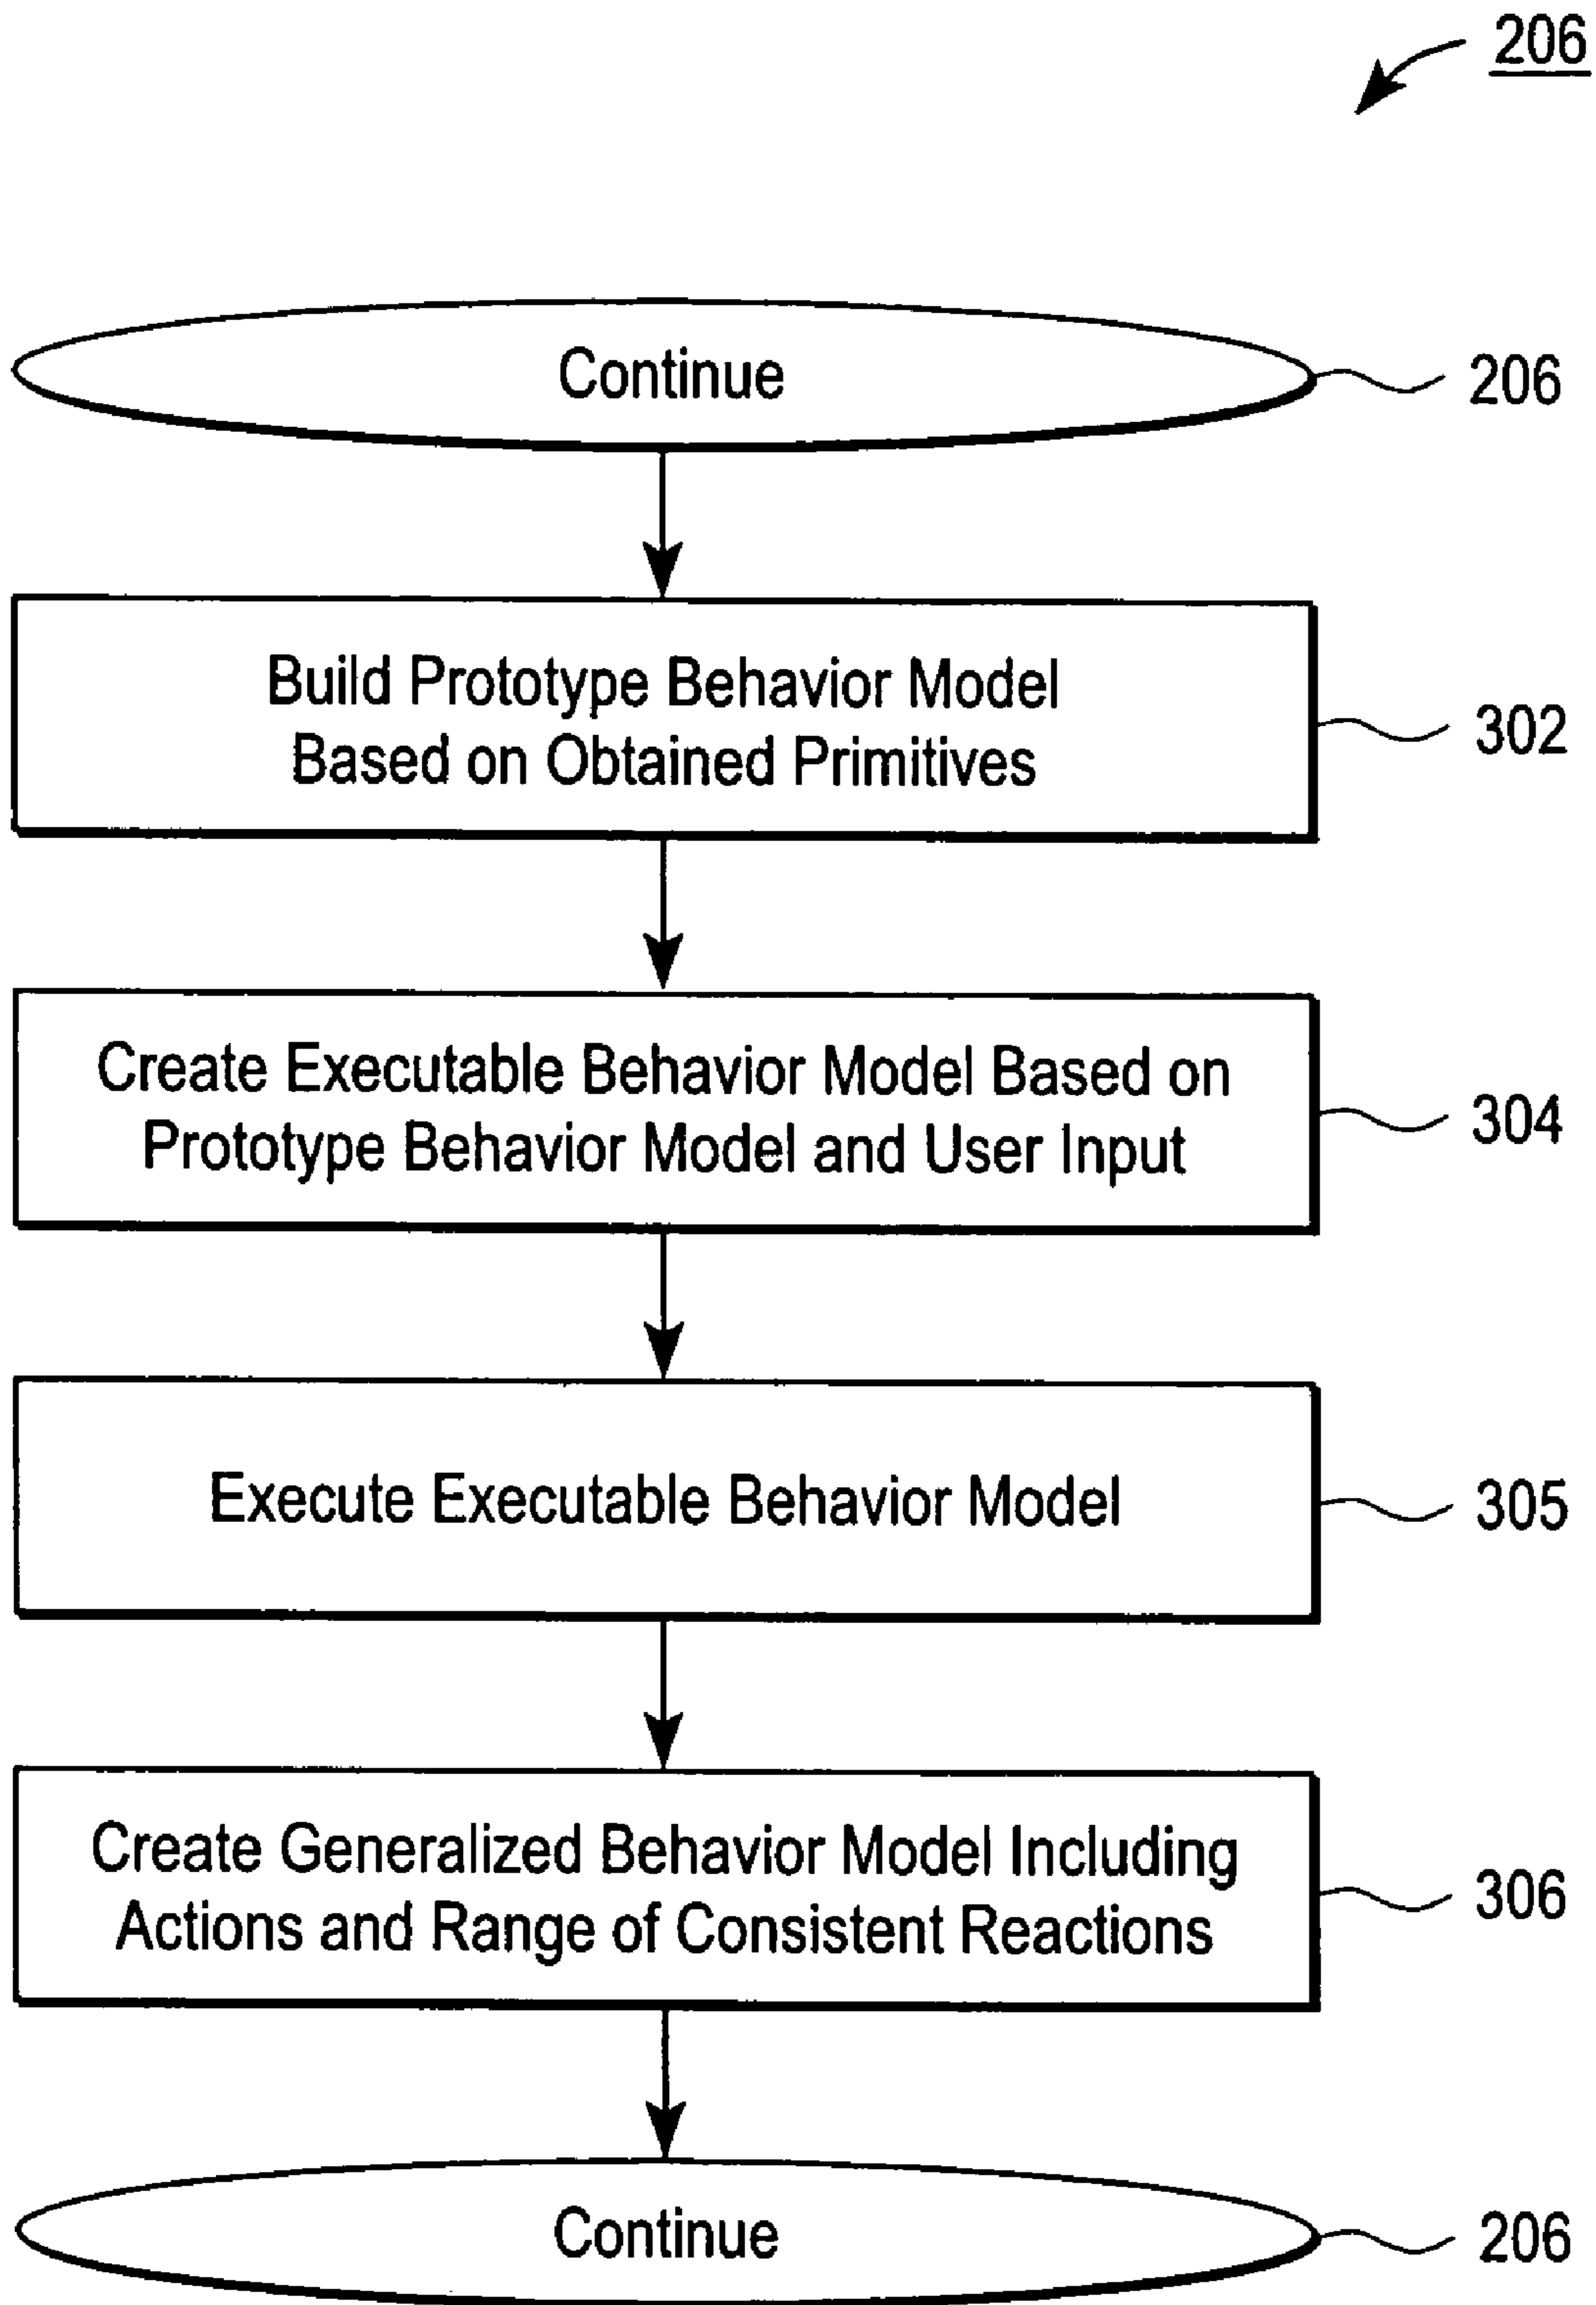 206
Continue
206
Build Prototype Behavior Model
Based on Obtained Primitives
302
Create Executable Behavior Model Based on
Prototype Behavior Model and User Input
304
Execute Executable Behavior Model
305
Create Generalized Behavior Model Including
Actions and Range of Consistent Reactions
306
Continue
206